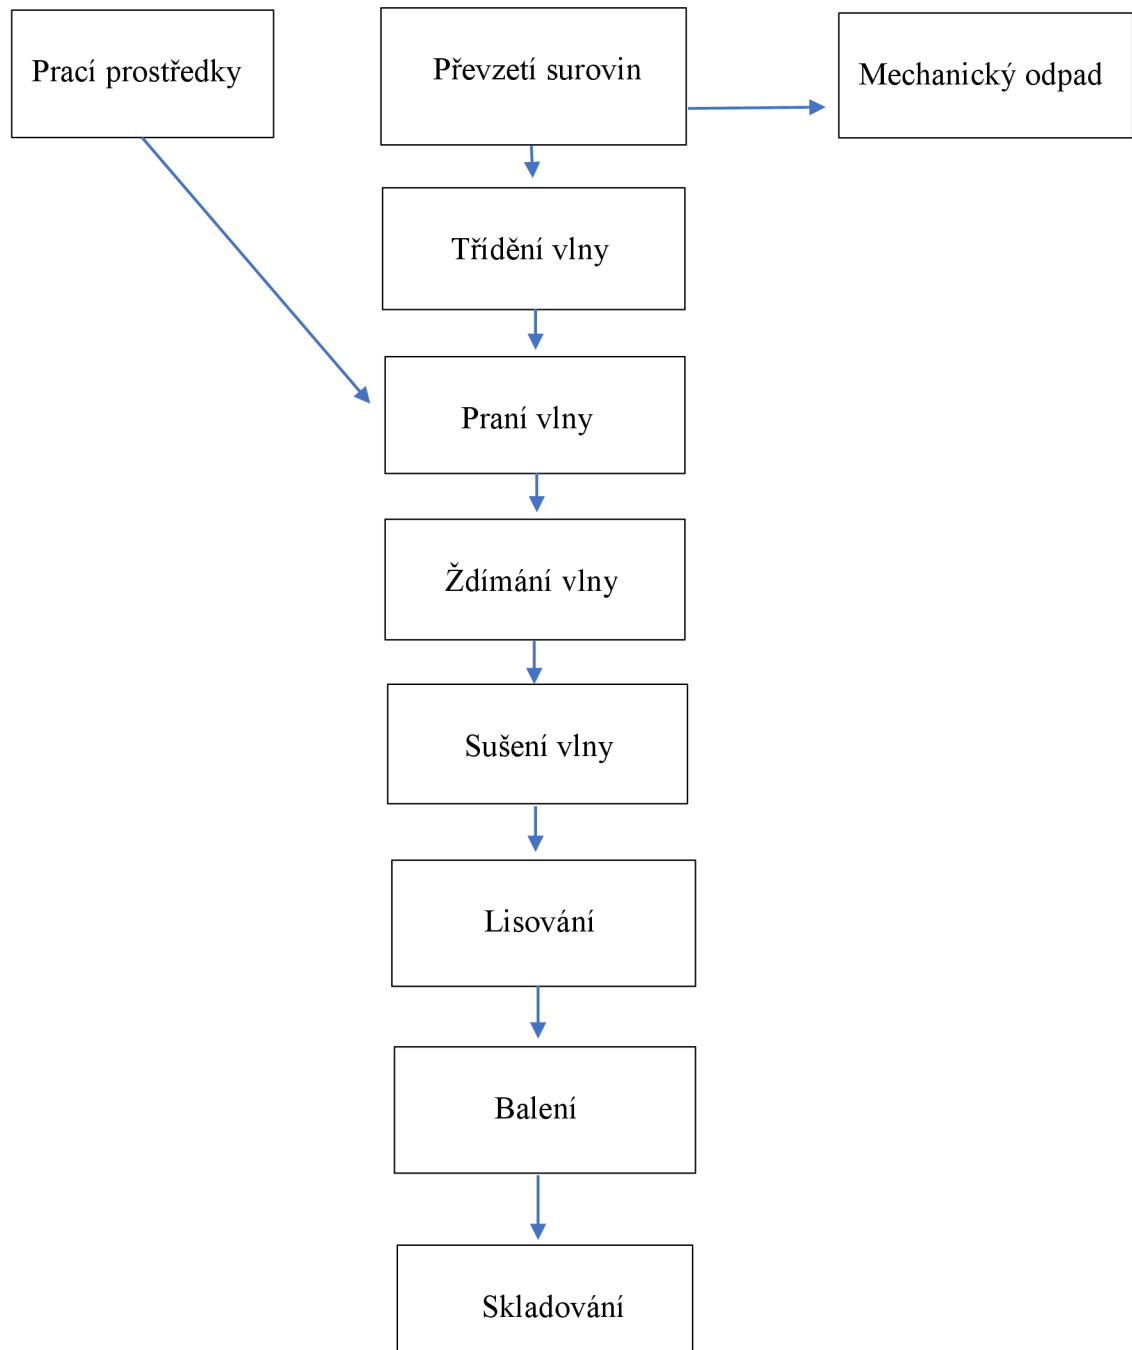 Prací prostředky
Převzetí surovin
Mechanický odpad
Třídění vlny
Praní vlny
Ždímání vlny
Sušení vlny
Lisování
Balení
Skladování